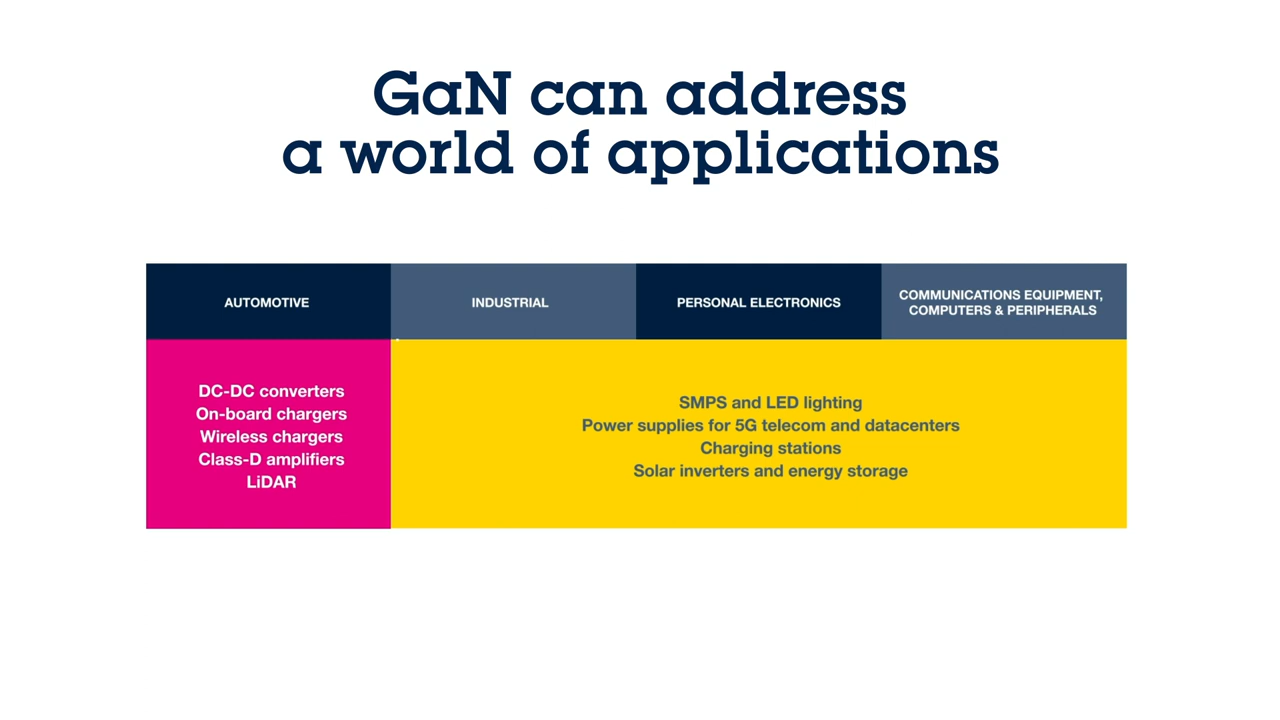 GaN can address
a world of applications
AUTOMOTIVE
INDUSTRIAL
PERSONAL ELECTRONICS
COMMUNICATIONS EQUIPMENT,
COMPUTERS & PERIPHERALS
DC-DC converters
On-board chargers
Wireless chargers
Class-D amplifiers
LiDAR
SMPS and LED lighting
Power supplies for 5G telecom and datacenters
Charging stations
Solar inverters and energy storage